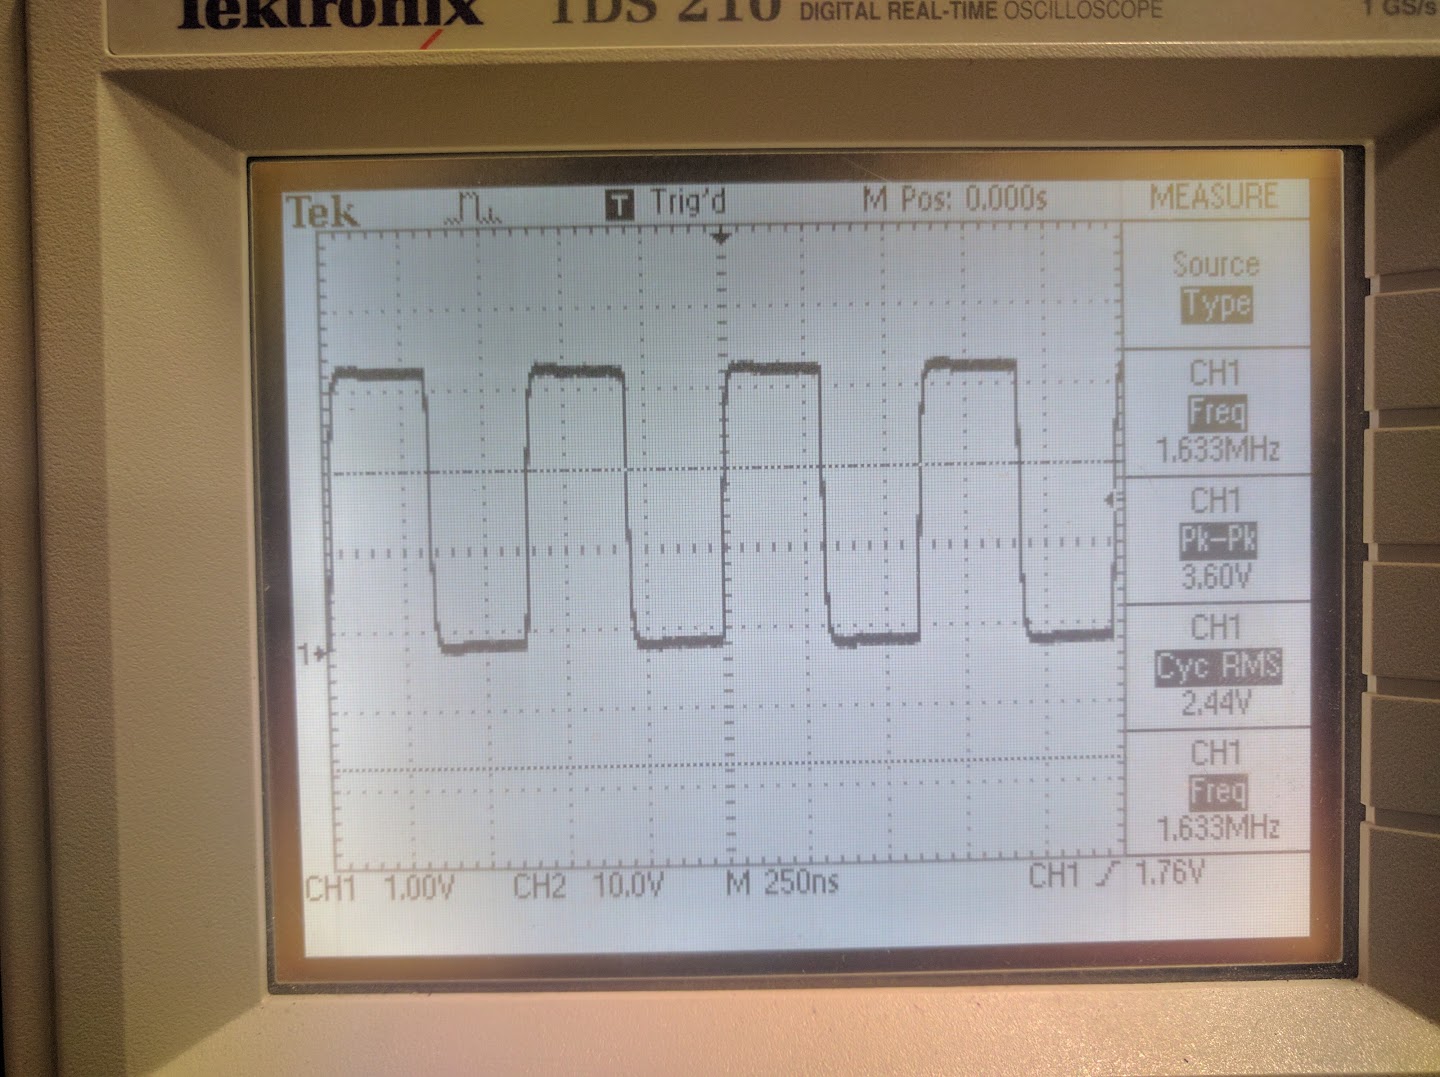 Tektronix TDS 210 DIGITAL REAL-TIME OSCILLOSCOPE 1 GS/s
Tek T Trig'd M Pos: 0.000s MEASURE
Source
Type
CH1
Freq
1.633MHz
CH1
Pk-Pk
3.60V
1
CH1
Cyc RMS
2.44V
CH1
Freq
1.633MHz
CH1 1.00V CH2 10.0V M 250ns CH1 1.76V